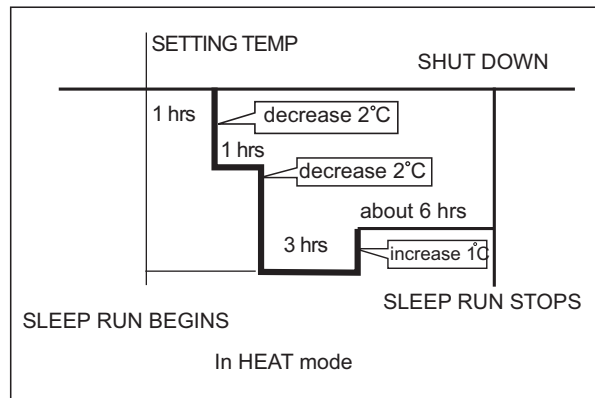 SETTING TEMP
SHUT DOWN
1 hrs
decrease 2°C
1 hrs
decrease 2°C
about 6 hrs
3 hrs
increase 1°C
SLEEP RUN STOPS
SLEEP RUN BEGINS
In HEAT mode